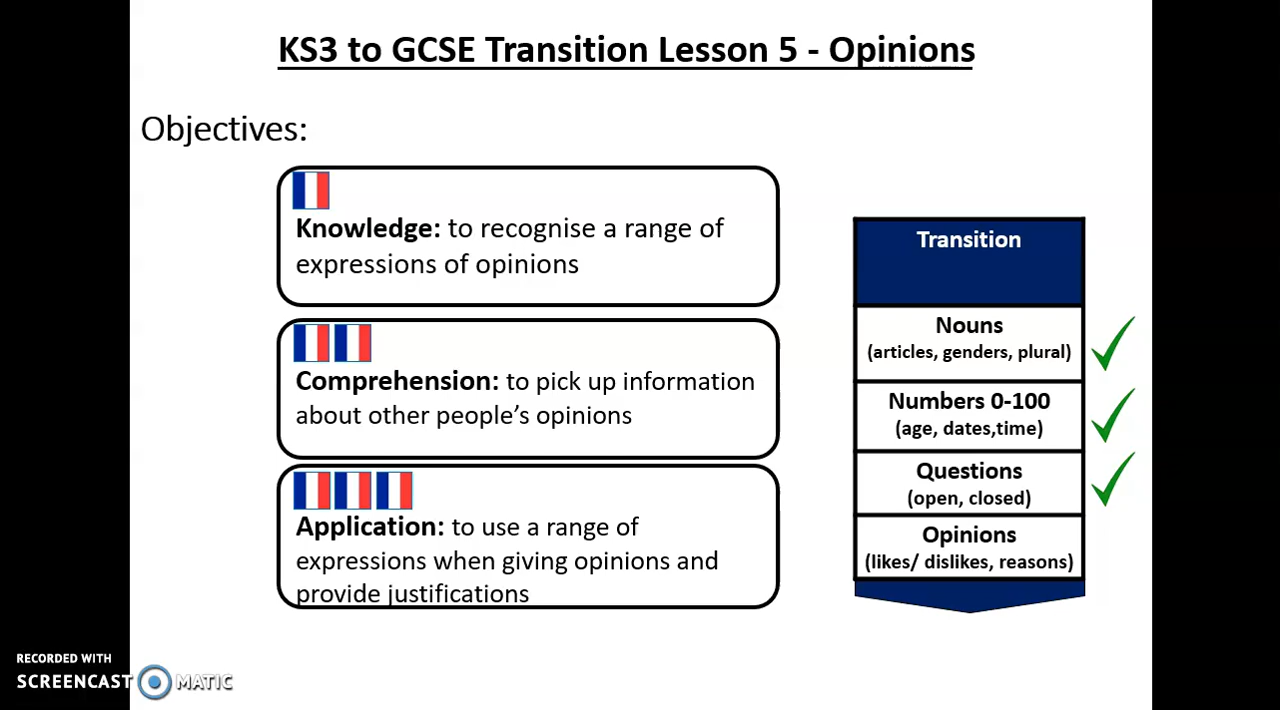 KS3 to GCSE Transition Lesson 5 - Opinions
Objectives:
Knowledge: to recognise a range of
expressions of opinions
Comprehension: to pick up information
about other people's opinions
Application: to use a range of
expressions when giving opinions and
provide justifications
Transition
Nouns
(articles, genders, plural)
Numbers 0-100
(age, dates,time)
Questions
(open, closed)
Opinions
(likes/ dislikes, reasons)
RECORDED WITH
SCREENCAST MATIC